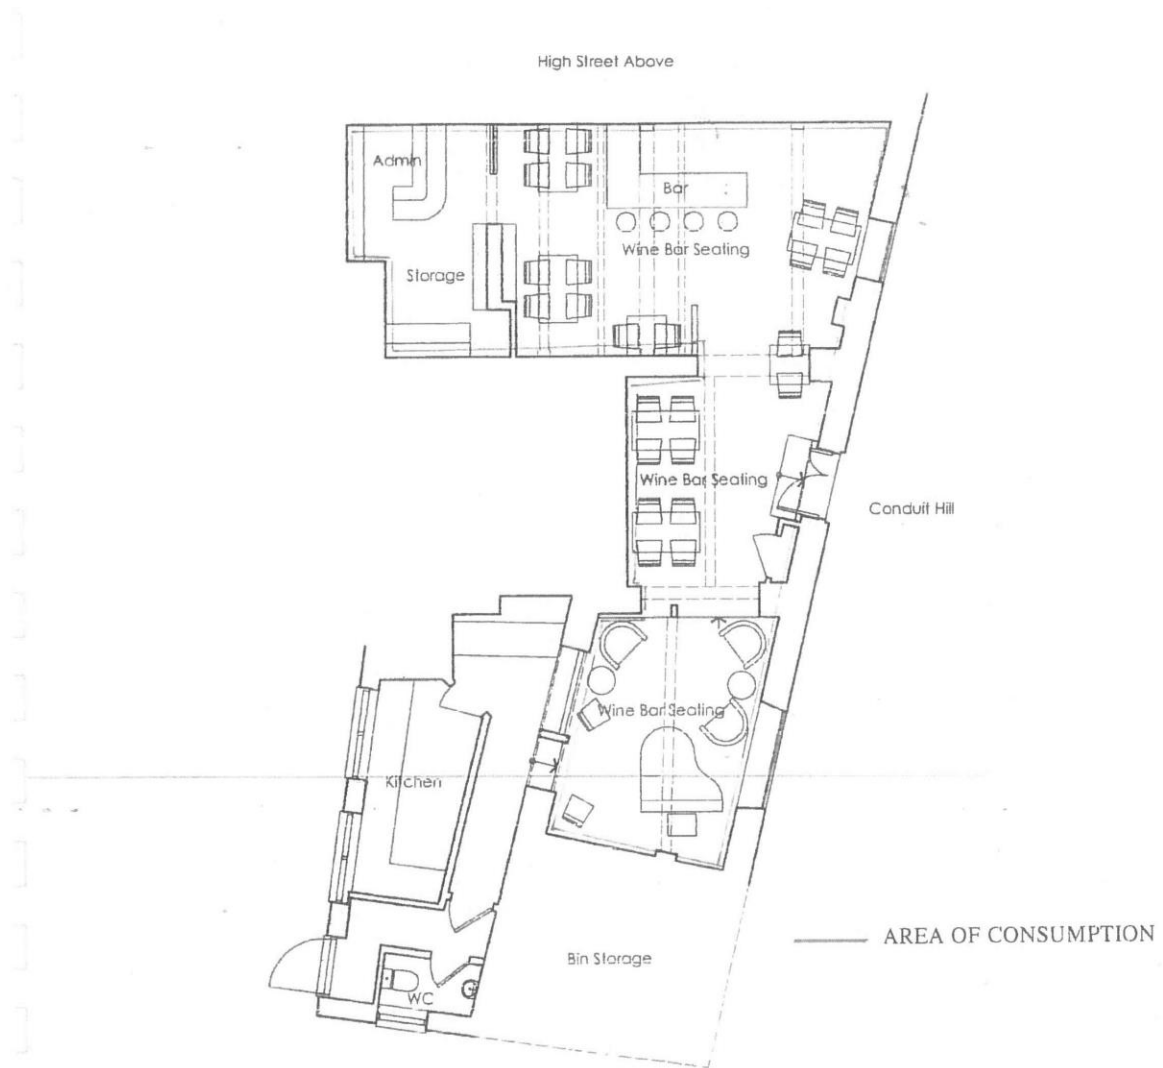 High Street Above
Admin
Bar
Wine Bar Seating
Storage
Wine Bar Seating
Conduit Hill
Wine Bar Seating
Kitchen
AREA OF CONSUMPTION
Bin Storage
WC